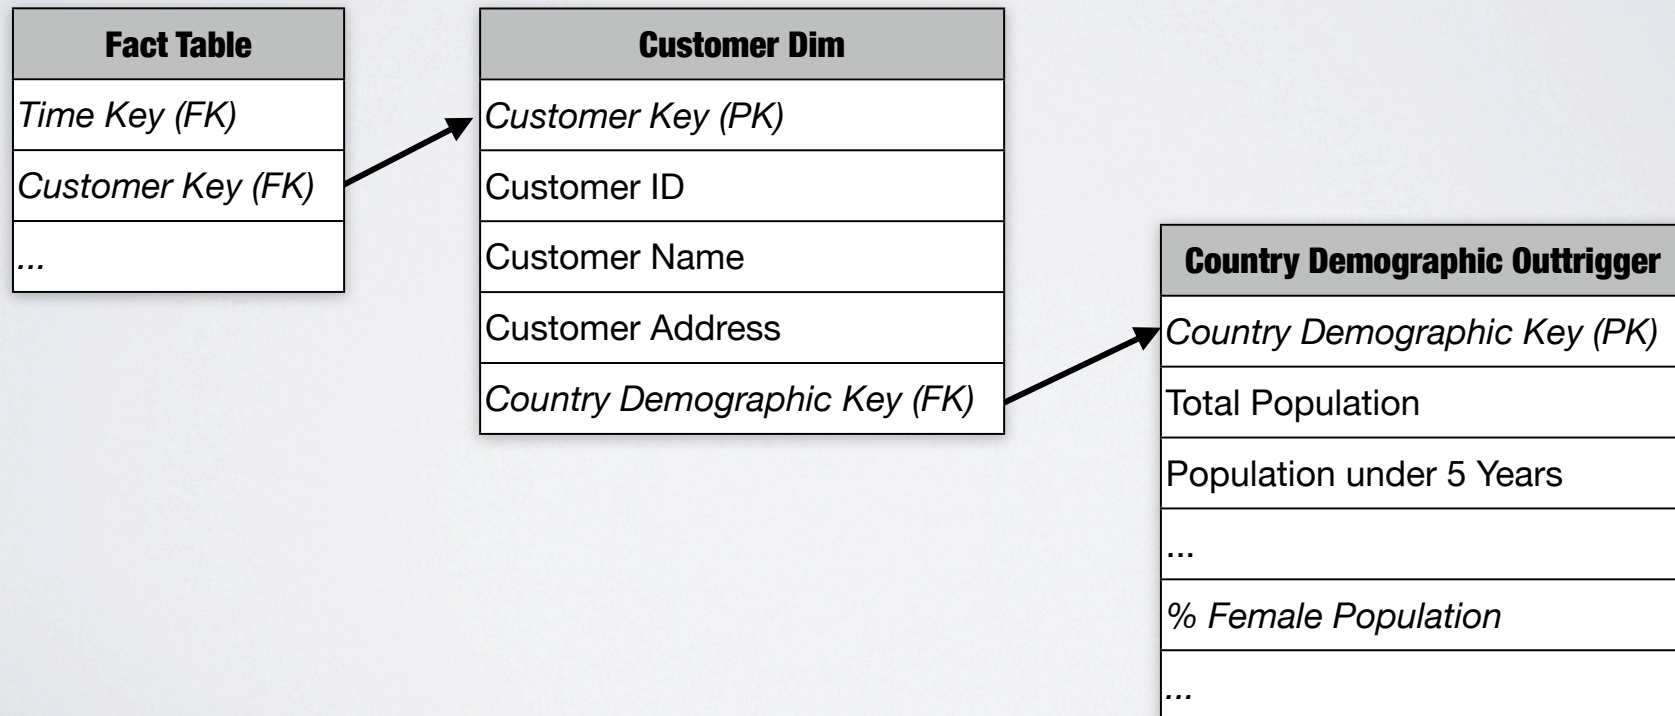 Fact Table
Time Key (FK)
Customer Key (FK)
...
Customer Dim
Customer Key (PK)
Customer ID
Customer Name
Customer Address
Country Demographic Key (FK)
Country Demographic Outtrigger
Country Demographic Key (PK)
Total Population
Population under 5 Years
...
% Female Population
...